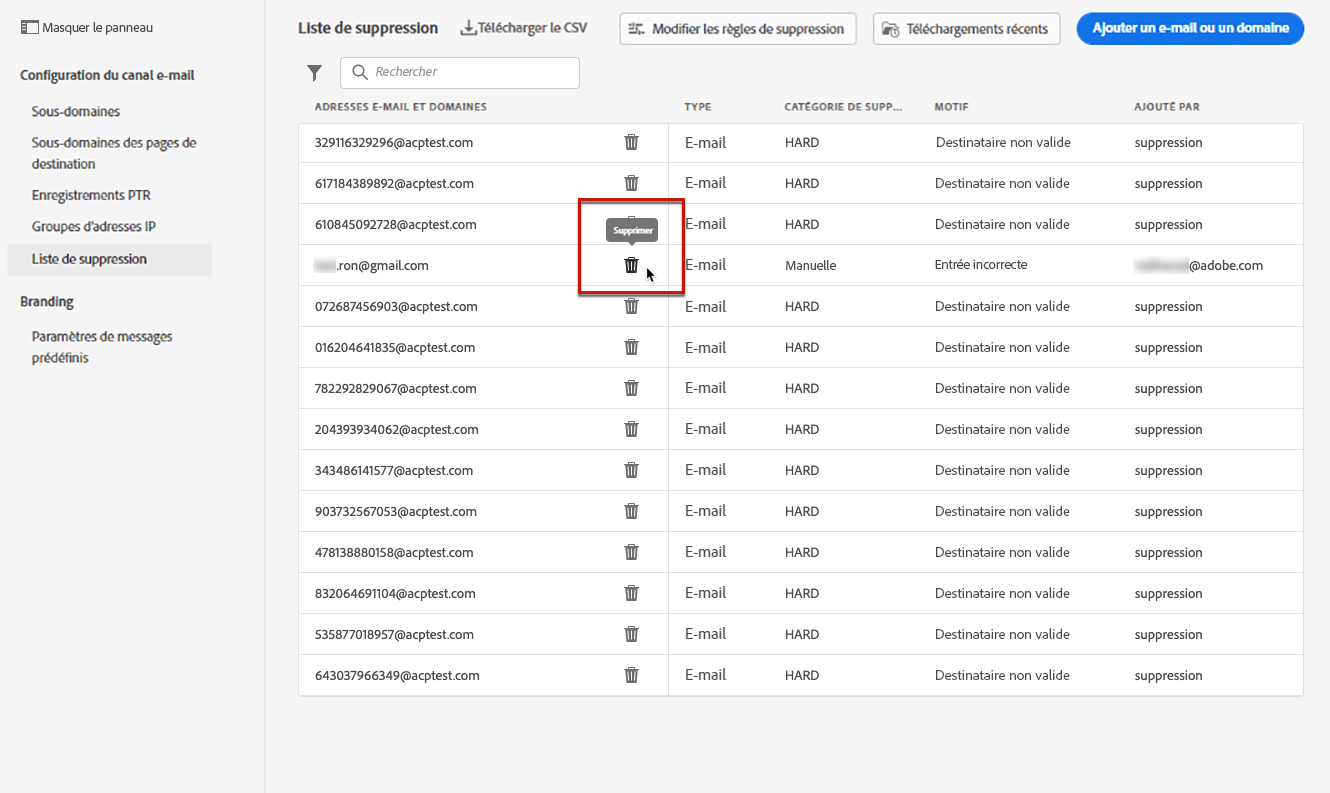 Masquer le panneau
Configuration du canal e-mail
Sous-domaines
Sous-domaines des pages de
destination
Enregistrements PTR
Groupes d'adresses IP
Liste de suppression
Branding
Paramètres de messages
prédéfinis
Liste de suppression Télécharger le CSV Modifier les règles de suppression Téléchargements récents Ajouter un e-mail ou un domaine
Rechercher
ADRESSES E-MAIL ET DOMAINES TYPE CATÉGORIE DE SUPP... MOTIF AJOUTÉ PAR
329116329296@acptest.com E-mail HARD Destinataire non valide suppression
617184389892@acptest.com E-mail HARD Destinataire non valide suppression
610845092728@acptest.com E-mail HARD Destinataire non valide suppression
Supprimer
.ron@gmail.com E-mail Manuelle Entrée incorrecte @adobe.com
072687456903@acptest.com E-mail HARD Destinataire non valide suppression
016204641835@acptest.com E-mail HARD Destinataire non valide suppression
782292829067@acptest.com E-mail HARD Destinataire non valide suppression
204393934062@acptest.com E-mail HARD Destinataire non valide suppression
343486141577@acptest.com E-mail HARD Destinataire non valide suppression
903732567053@acptest.com E-mail HARD Destinataire non valide suppression
478138880158@acptest.com E-mail HARD Destinataire non valide suppression
832064691104@acptest.com E-mail HARD Destinataire non valide suppression
535877018957@acptest.com E-mail HARD Destinataire non valide suppression
643037966349@acptest.com E-mail HARD Destinataire non valide suppression